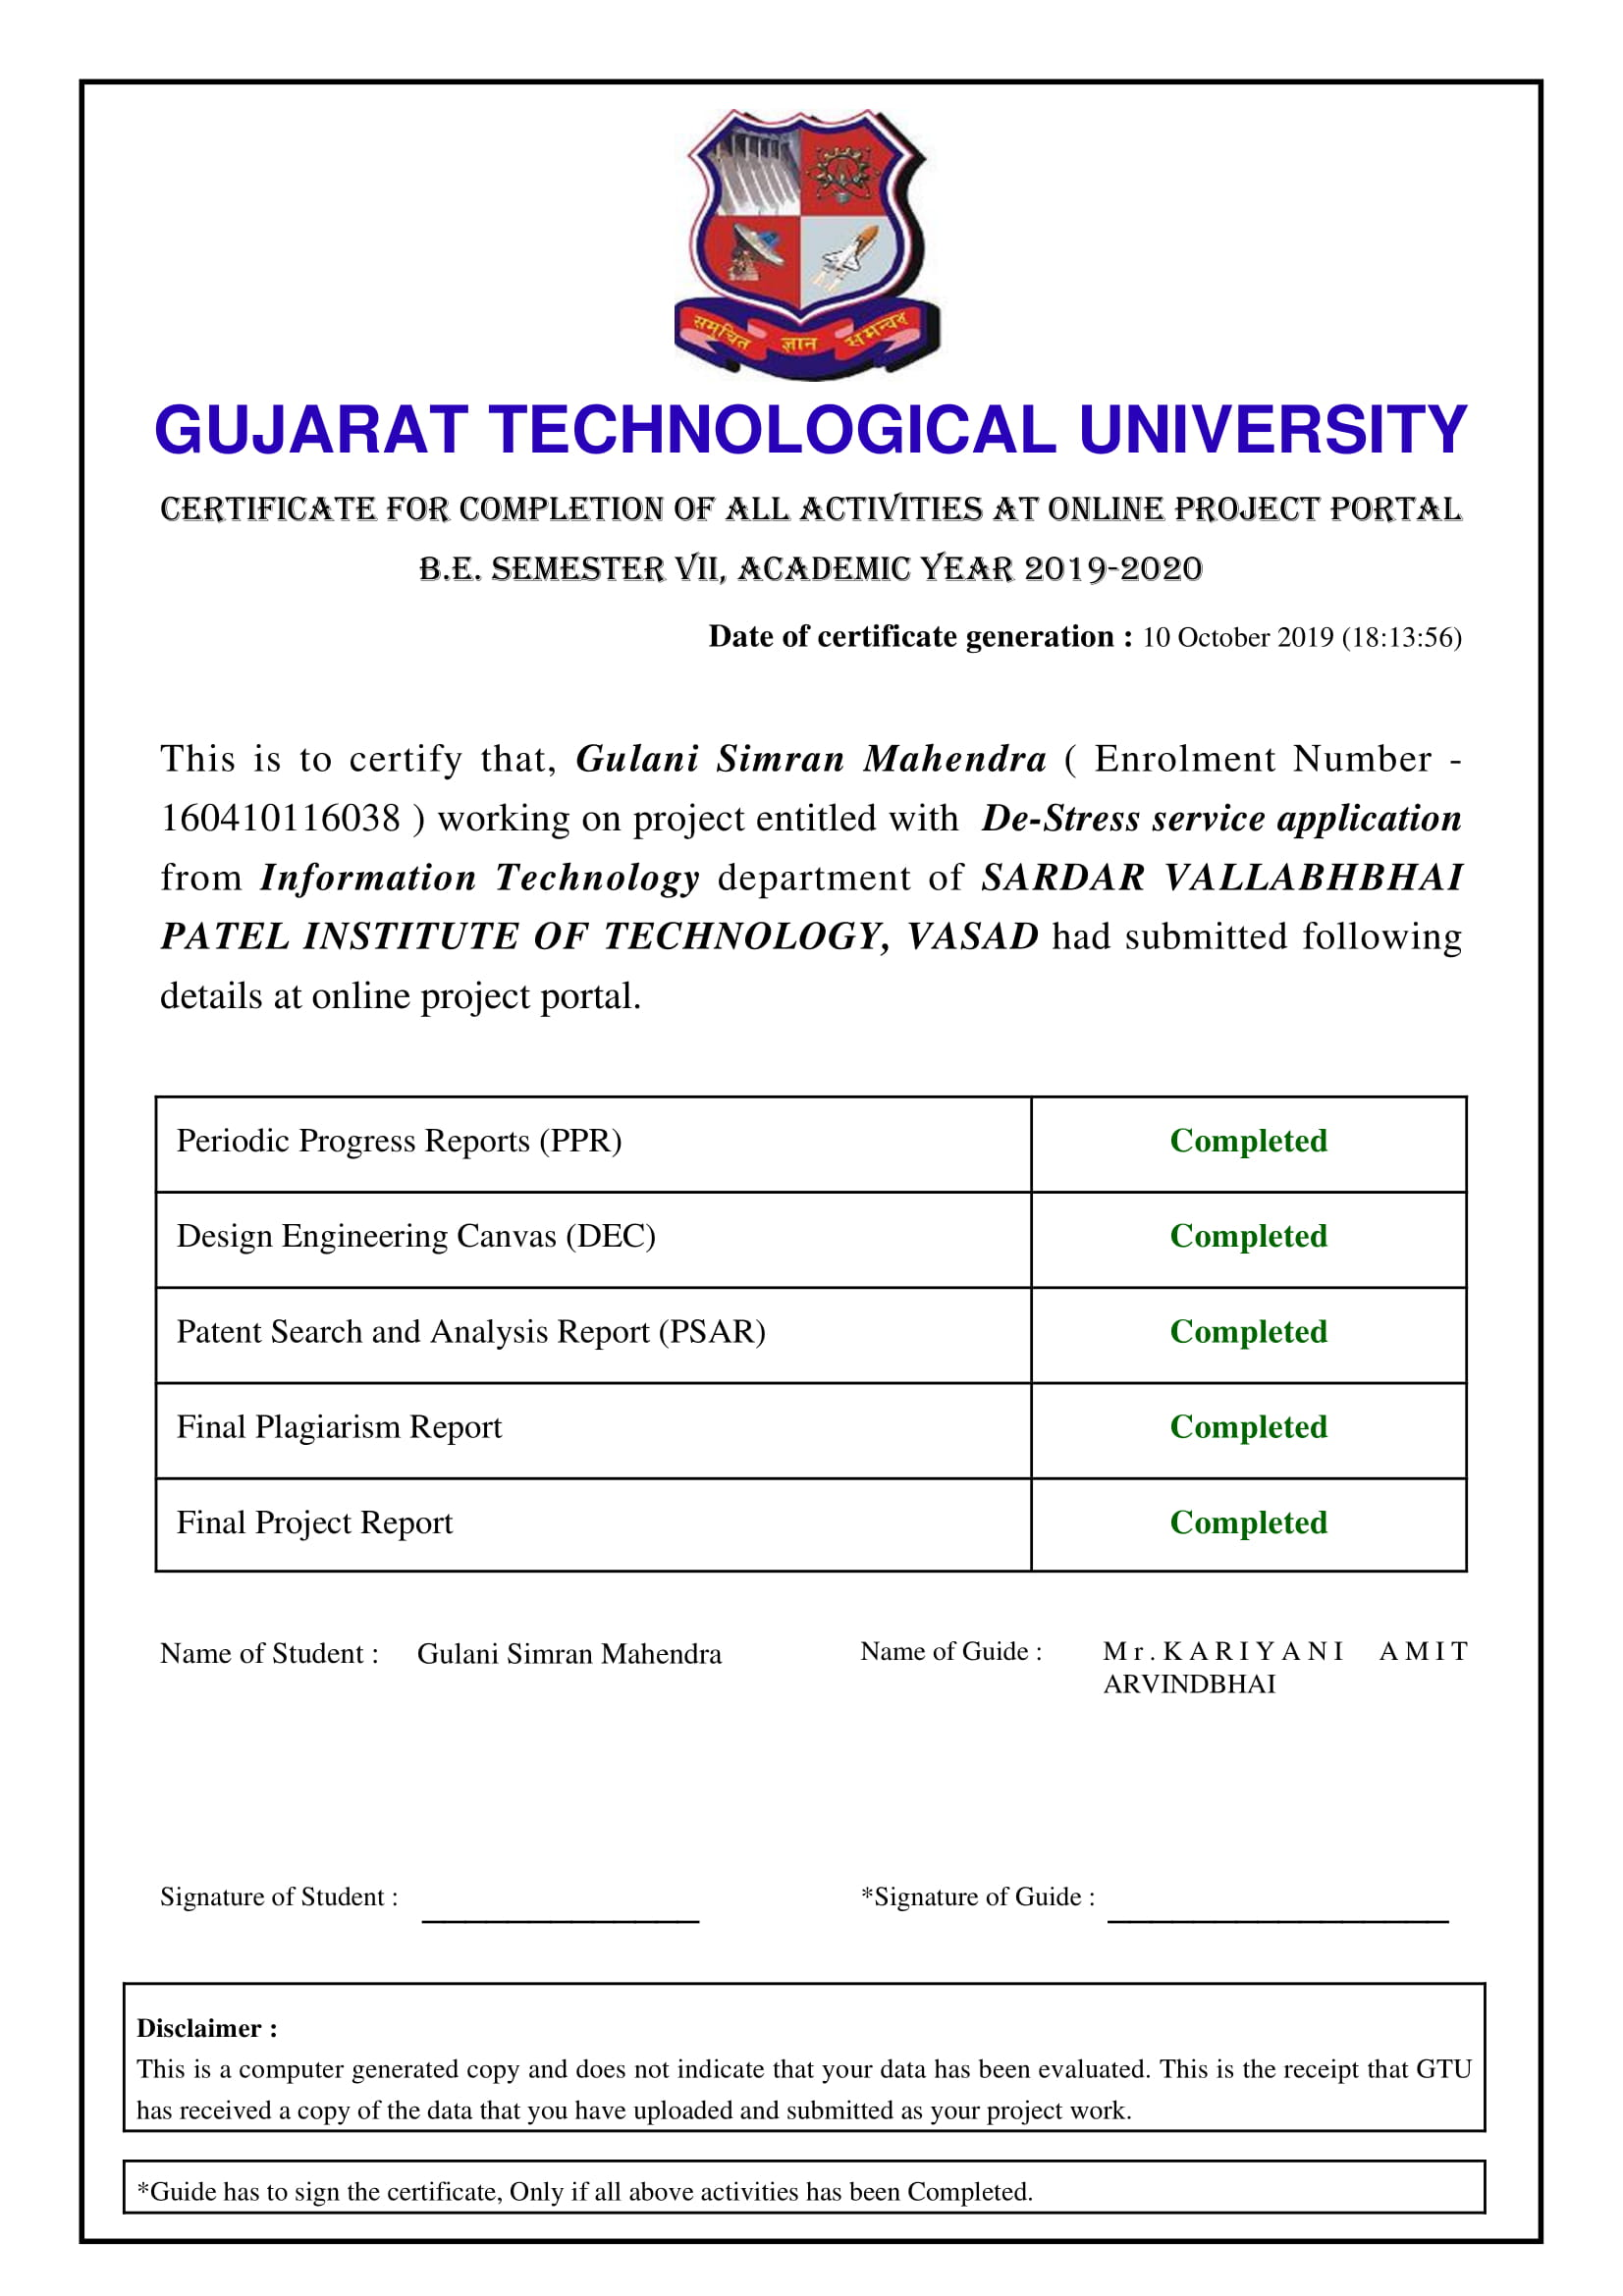 समुचित ज्ञान समन्वय
GUJARAT TECHNOLOGICAL UNIVERSITY
CERTIFICATE FOR COMPLETION OF ALL ACTIVITIES AT ONLINE PROJECT PORTAL
B.E. SEMESTER VII, ACADEMIC YEAR 2019-2020
Date of certificate generation : 10 October 2019 (18:13:56)
This is to certify that, Gulani Simran Mahendra ( Enrolment Number -
160410116038 ) working on project entitled with De-Stress service application
from Information Technology department of SARDAR VALLABHBHAI
PATEL INSTITUTE OF TECHNOLOGY, VASAD had submitted following
details at online project portal.
Periodic Progress Reports (PPR) Completed
Design Engineering Canvas (DEC) Completed
Patent Search and Analysis Report (PSAR) Completed
Final Plagiarism Report Completed
Final Project Report Completed
Name of Student : Gulani Simran Mahendra Name of Guide : Mr.KARIYANI AMIT
ARVINDBHAI
Signature of Student : *Signature of Guide :
Disclaimer :
This is a computer generated copy and does not indicate that your data has been evaluated. This is the receipt that GTU
has received a copy of the data that you have uploaded and submitted as your project work.
*Guide has to sign the certificate, Only if all above activities has been Completed.